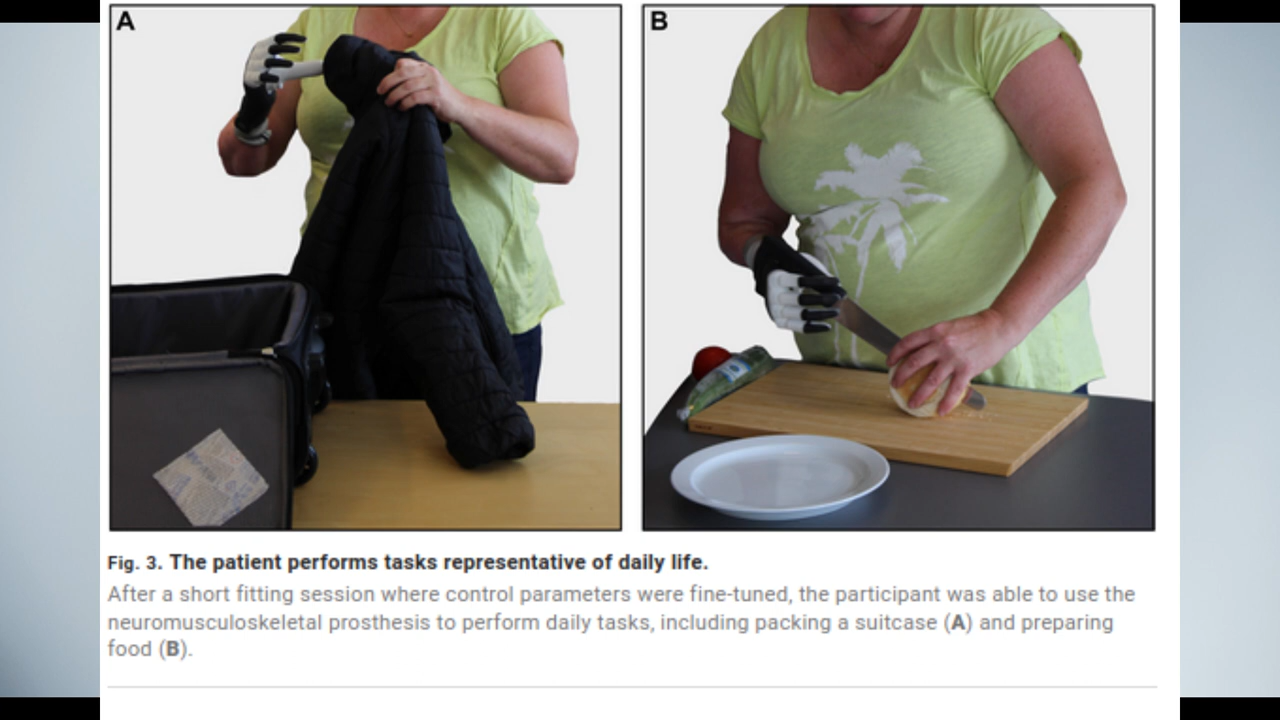 A
B
Fig. 3. The patient performs tasks representative of daily life.
After a short fitting session where control parameters were fine-tuned, the participant was able to use the
neuromusculoskeletal prosthesis to perform daily tasks, including packing a suitcase (A) and preparing
food (B).